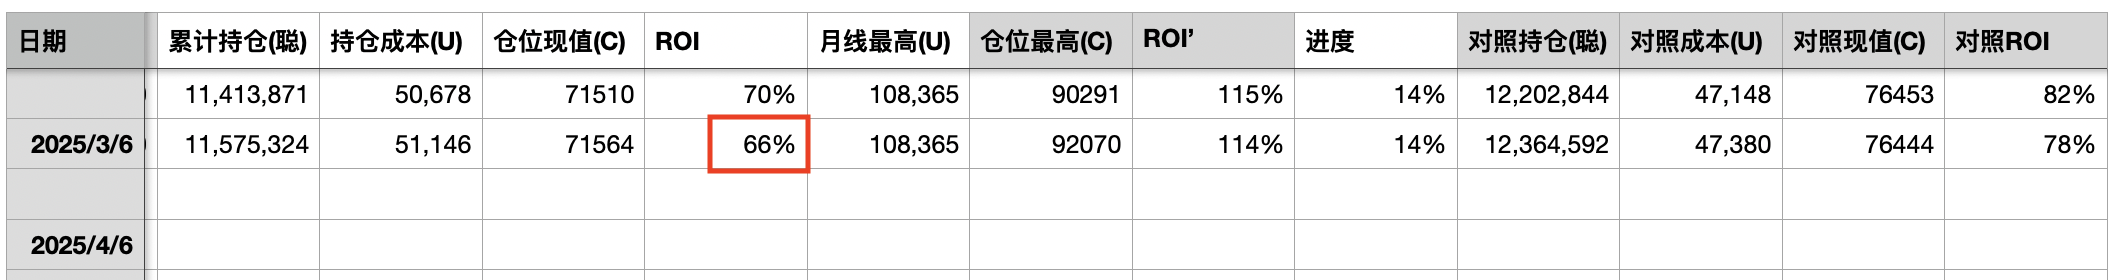 日期 累计持仓(聪) 持仓成本(U) 仓位现值(C) ROI 月线最高(U) 仓位最高(C) ROI’ 进度 对照持仓(聪) 对照成本(U) 对照现值(C) 对照ROI
11,413,871 50,678 71510 70% 108,365 90291 115% 14% 12,202,844 47,148 76453 82%
2025/3/6 11,575,324 51,146 71564 66% 108,365 92070 114% 14% 12,364,592 47,380 76444 78%
2025/4/6